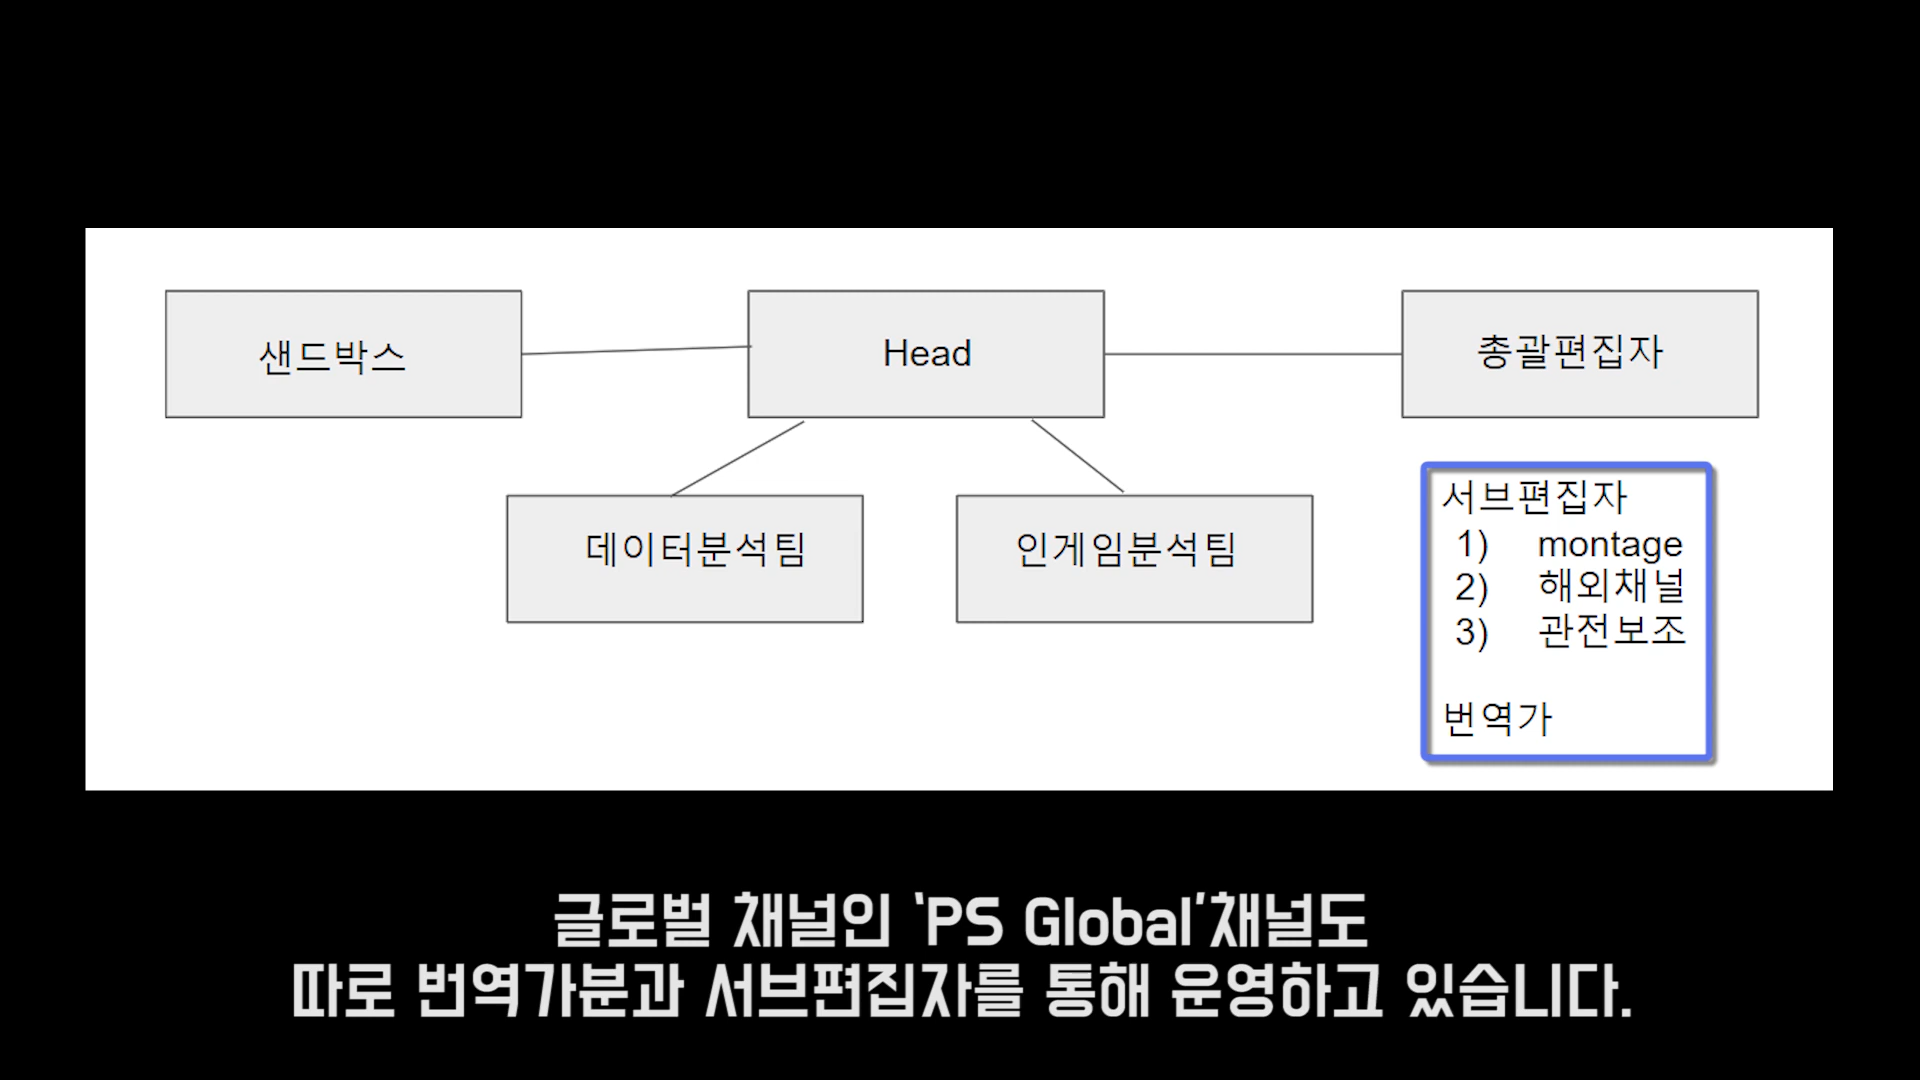 샌드박스
Head
총괄편집자
데이터분석팀
인게임분석팀
서브편집자
1) montage
2) 해외채널
3) 관전보조
번역가
글로벌 채널인 'PS Global'채널도
따로 번역가분과 서브편집자를 통해 운영하고 있습니다.